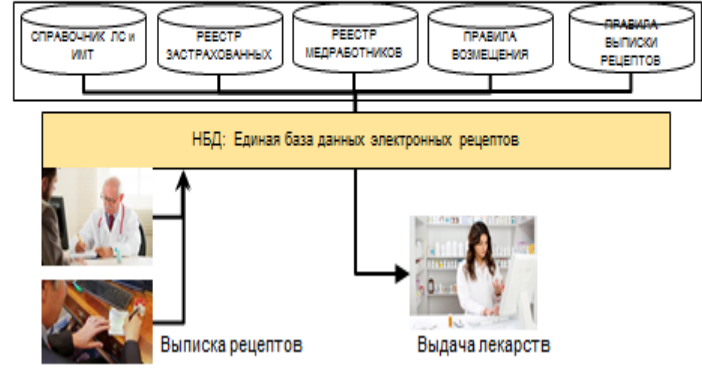 СПРАВОЧНИК ЛС и
ИМТ
РЕЕСТР
ЗАСТРАХОВАННЫХ
РЕЕСТР
МЕДРАБОТНИКОВ
ПРАВИЛА
ВОЗМЕЩЕНИЯ
ПРАВИЛА
ВЫПИСКИ
РЕЦЕПТОВ
НБД: Единая база данных электронных рецептов
Выписка рецептов
Выдача лекарств